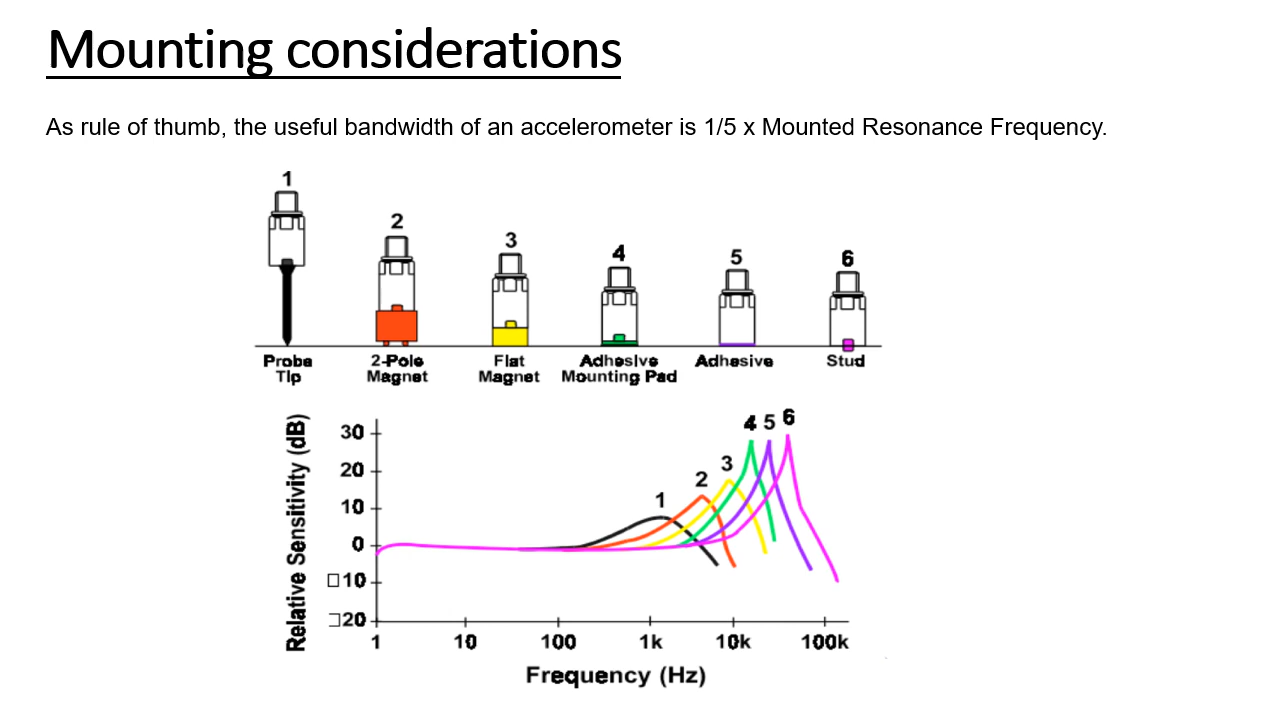 Mounting considerations
As rule of thumb, the useful bandwidth of an accelerometer is 1/5 x Mounted Resonance Frequency.
1
2
3
4
5
6
Probe
Tip
2-Pole
Magnet
Flat
Magnet
Adhesive
Mounting Pad
Adhesive
Stud
Relative Sensitivity (dB)
30
20
10
0
□10
□20
1
2
3
4
5
6
1
10
100
1k
10k
100k
Frequency (Hz)